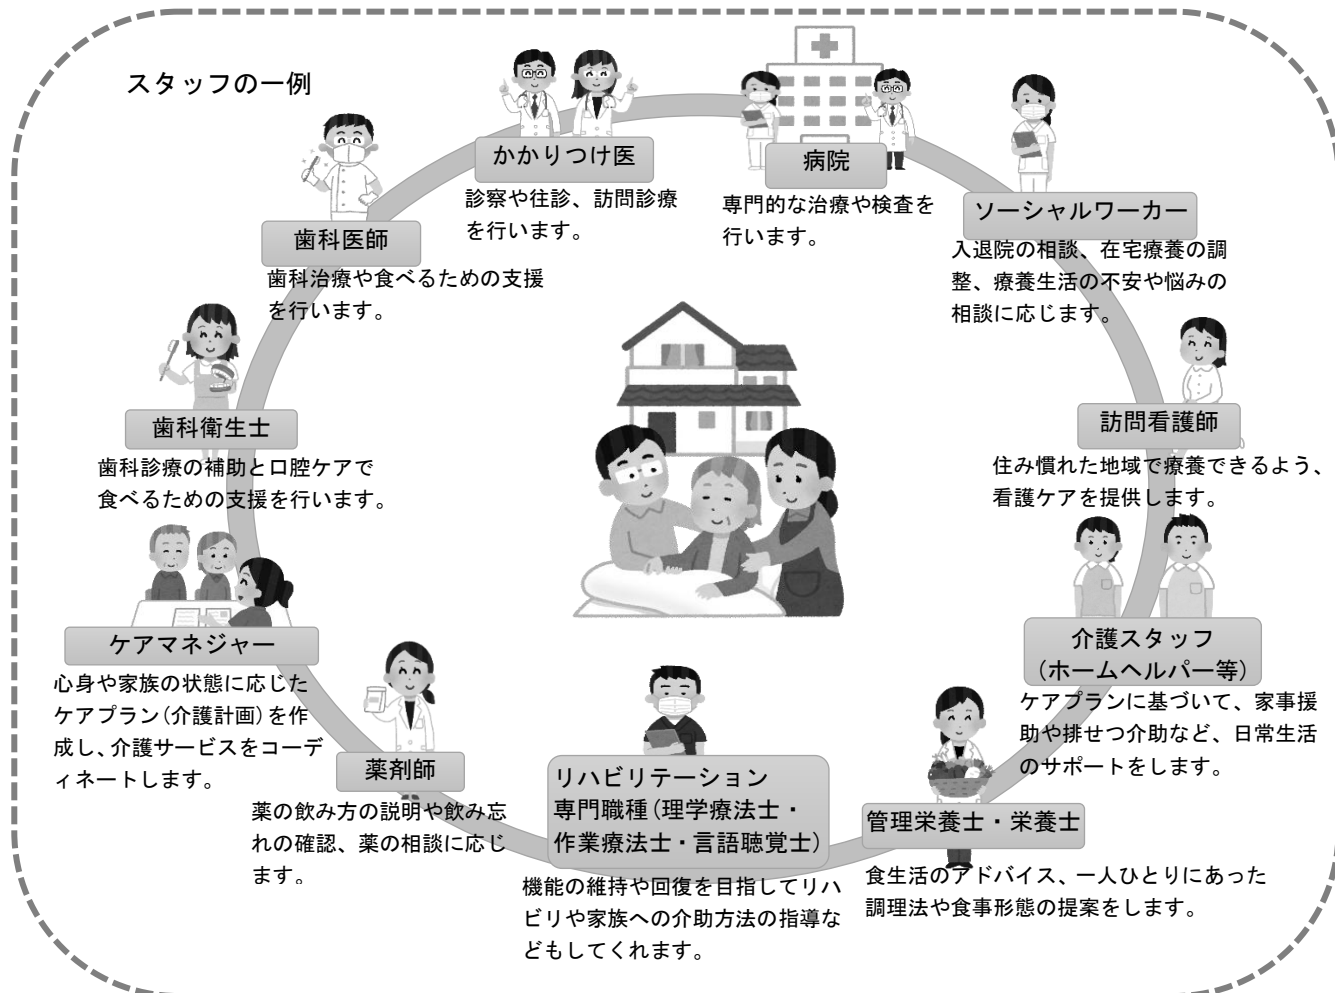 スタッフの一例
かかりつけ医
診察や往診、訪問診療
を行います。
病院
専門的な治療や検査を
行います。
ソーシャルワーカー
入退院の相談、在宅療養の調
整、療養生活の不安や悩みの
相談に応じます。
歯科医師
歯科治療や食べるための支援
を行います。
訪問看護師
住み慣れた地域で療養できるよう、
看護ケアを提供します。
歯科衛生士
歯科診療の補助と口腔ケアで
食べるための支援を行います。
介護スタッフ
（ホームヘルパー等）
ケアプランに基づいて、家事援
助や排せつ介助など、日常生活
のサポートをします。
ケアマネジャー
心身や家族の状態に応じた
ケアプラン（介護計画）を作
成し、介護サービスをコーデ
ィネートします。
薬剤師
薬の飲み方の説明や飲み忘
れの確認、薬の相談に応じ
ます。
リハビリテーション
専門職種（理学療法士・
作業療法士・言語聴覚士）
機能の維持や回復を目指してリハ
ビリや家族への介助方法の指導な
どもしてくれます。
管理栄養士・栄養士
食生活のアドバイス、一人ひとりにあった
調理法や食事形態の提案をします。